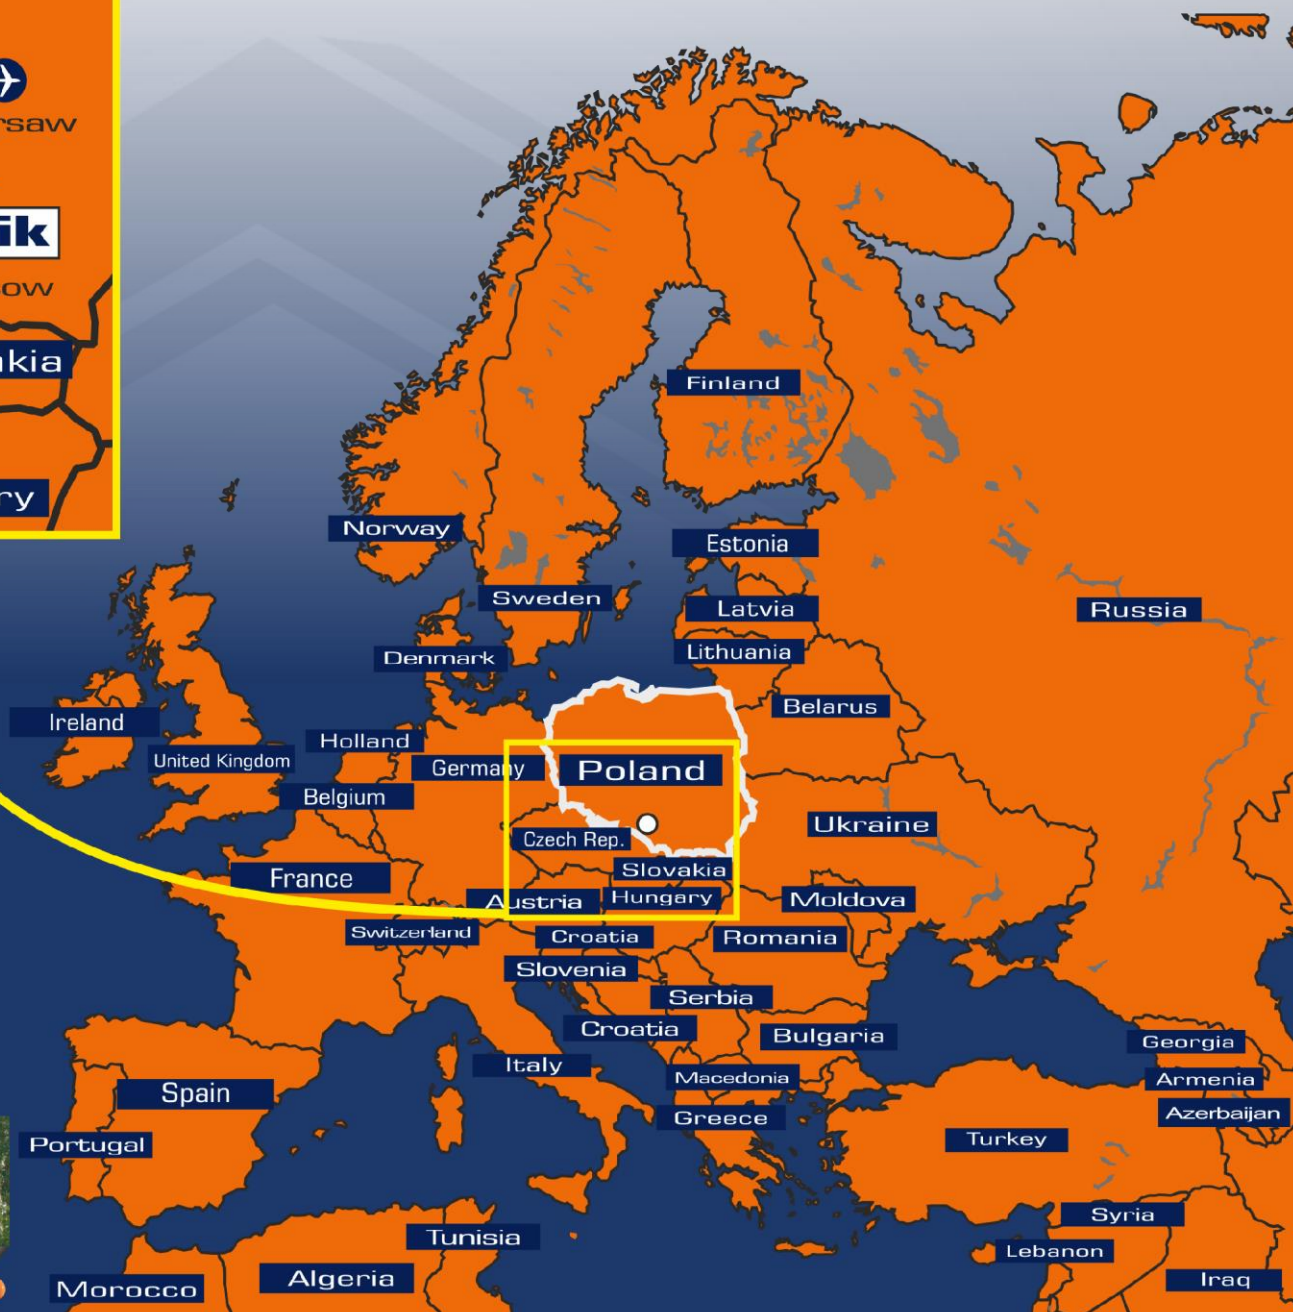 rsaw
ik
ow
kia
ry
Finland
Norway
Estonia
Sweden
Latvia
Russia
Lithuania
Denmark
Belarus
Ireland
Holland
United Kingdom
Germany
Poland
Belgium
Ukraine
Czech Rep.
Slovakia
France
Austria
Hungary
Moldova
Switzerland
Croatia
Romania
Slovenia
Serbia
Croatia
Bulgaria
Georgia
Italy
Macedonia
Armenia
Spain
Greece
Azerbaijan
Portugal
Turkey
Syria
Tunisia
Lebanon
Morocco
Algeria
Iraq